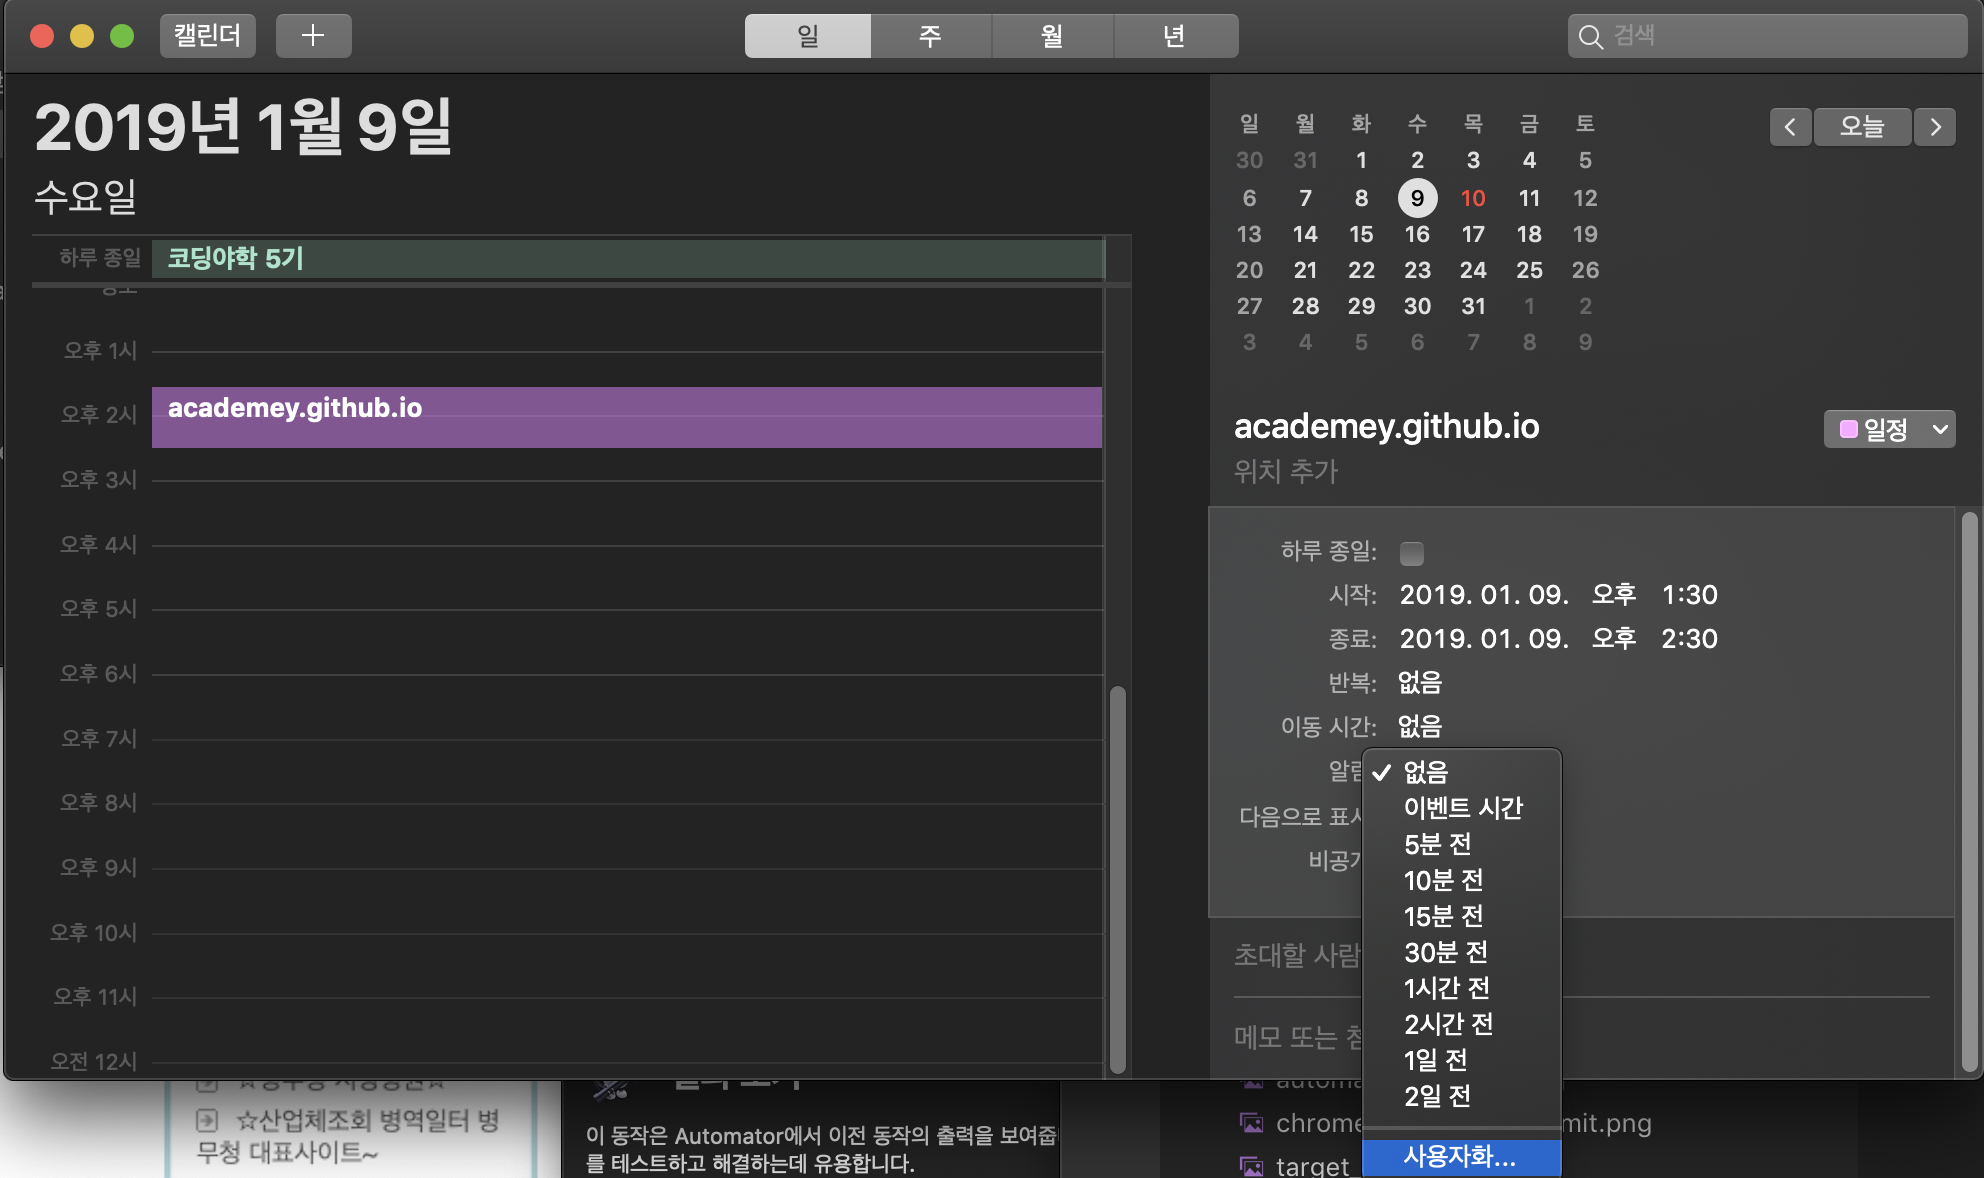 캘린더
일 주 월 년
검색
2019년 1월 9일
수요일
하루 종일 코딩야학 5기
오후 1시
오후 2시
academey.github.io
오후 3시
오후 4시
오후 5시
오후 6시
오후 7시
오후 8시
오후 9시
오후 10시
오후 11시
오전 12시
일 월 화 수 목 금 토
30 31 1 2 3 4 5
6 7 8 9 10 11 12
13 14 15 16 17 18 19
20 21 22 23 24 25 26
27 28 29 30 31 1 2
3 4 5 6 7 8 9
오늘
academey.github.io
일정
위치 추가
하루 종일:
시작: 2019. 01. 09. 오후 1:30
종료: 2019. 01. 09. 오후 2:30
반복: 없음
이동 시간: 없음
다음으로
초대할 사람
메모 또는
없음
이벤트 시간
5분 전
10분 전
15분 전
30분 전
1시간 전
2시간 전
1일 전
2일 전
사용자화...
☆산업체조회 병역일터 병
무청 대표사이트~
이 동작은 Automator에서 이전 동작의 출력을 보여줍
를 테스트하고 해결하는데 유용합니다.
chrome
mit.png
target_